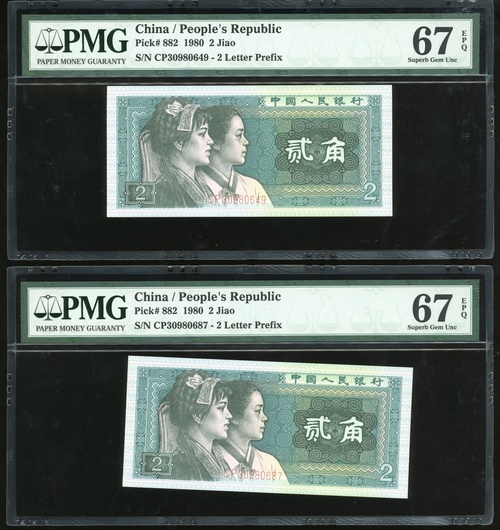 PMG
PAPER MONEY GUARANTY
China / People's Republic
Pick# 882 1980 2 Jiao
S/N CP30980649 - 2 Letter Prefix
67 EPQ
Superb Gem Unc
中国人民银行
贰角
2
CP30980649
2
PMG
PAPER MONEY GUARANTY
China / People's Republic
Pick# 882 1980 2 Jiao
S/N CP30980687 - 2 Letter Prefix
67 EPQ
Superb Gem Unc
中国人民银行
贰角
2
CP30980687
2